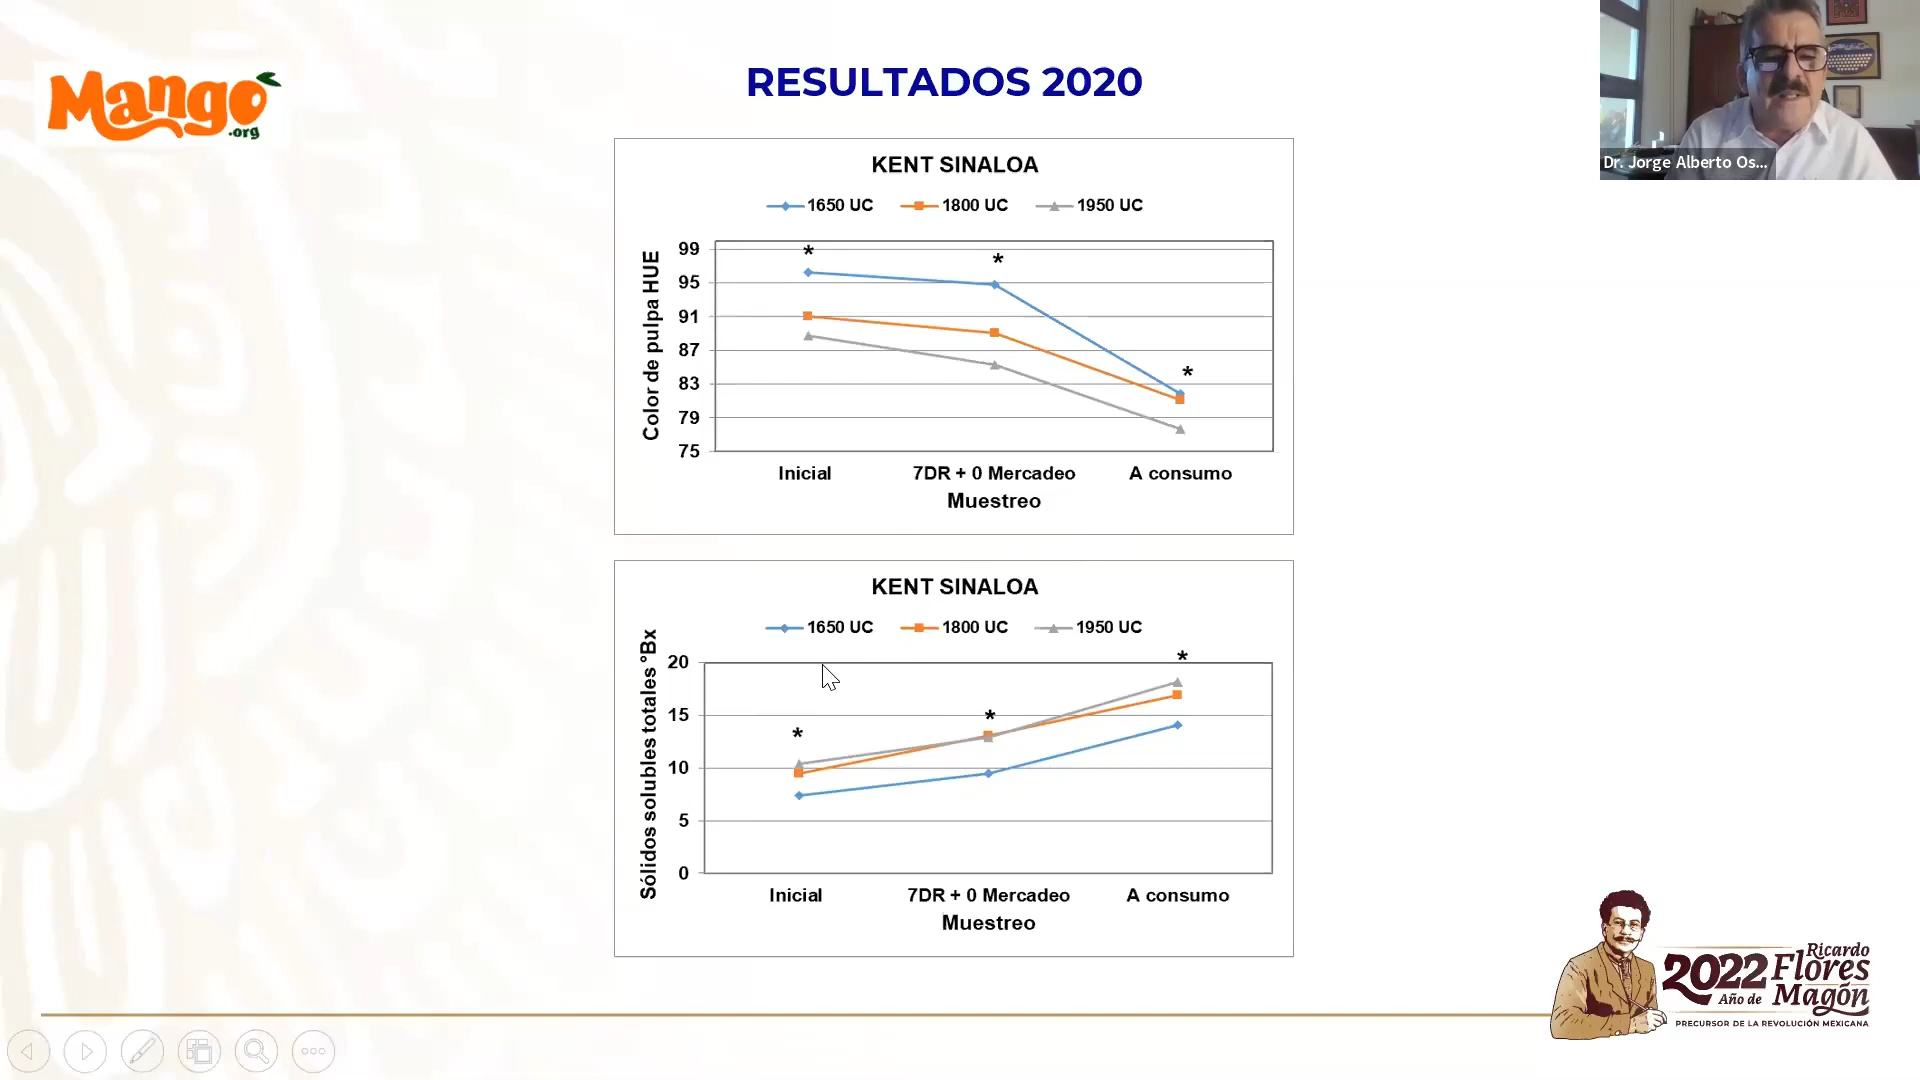 Mango
.org
RESULTADOS 2020
Dr. Jorge Alberto Os...
KENT SINALOA
1650 UC 1800 UC 1950 UC
Color de pulpa HUE
99
95
91
87
83
79
75
*
*
*
Inicial 7DR + 0 Mercadeo A consumo
Muestreo
KENT SINALOA
1650 UC 1800 UC 1950 UC
Sólidos solubles totales °Bx
20
15
10
5
0
*
*
*
Inicial 7DR + 0 Mercadeo A consumo
Muestreo
2022 Ricardo
Flores
Año de Magón
PRECURSOR DE LA REVOLUCIÓN MEXICANA